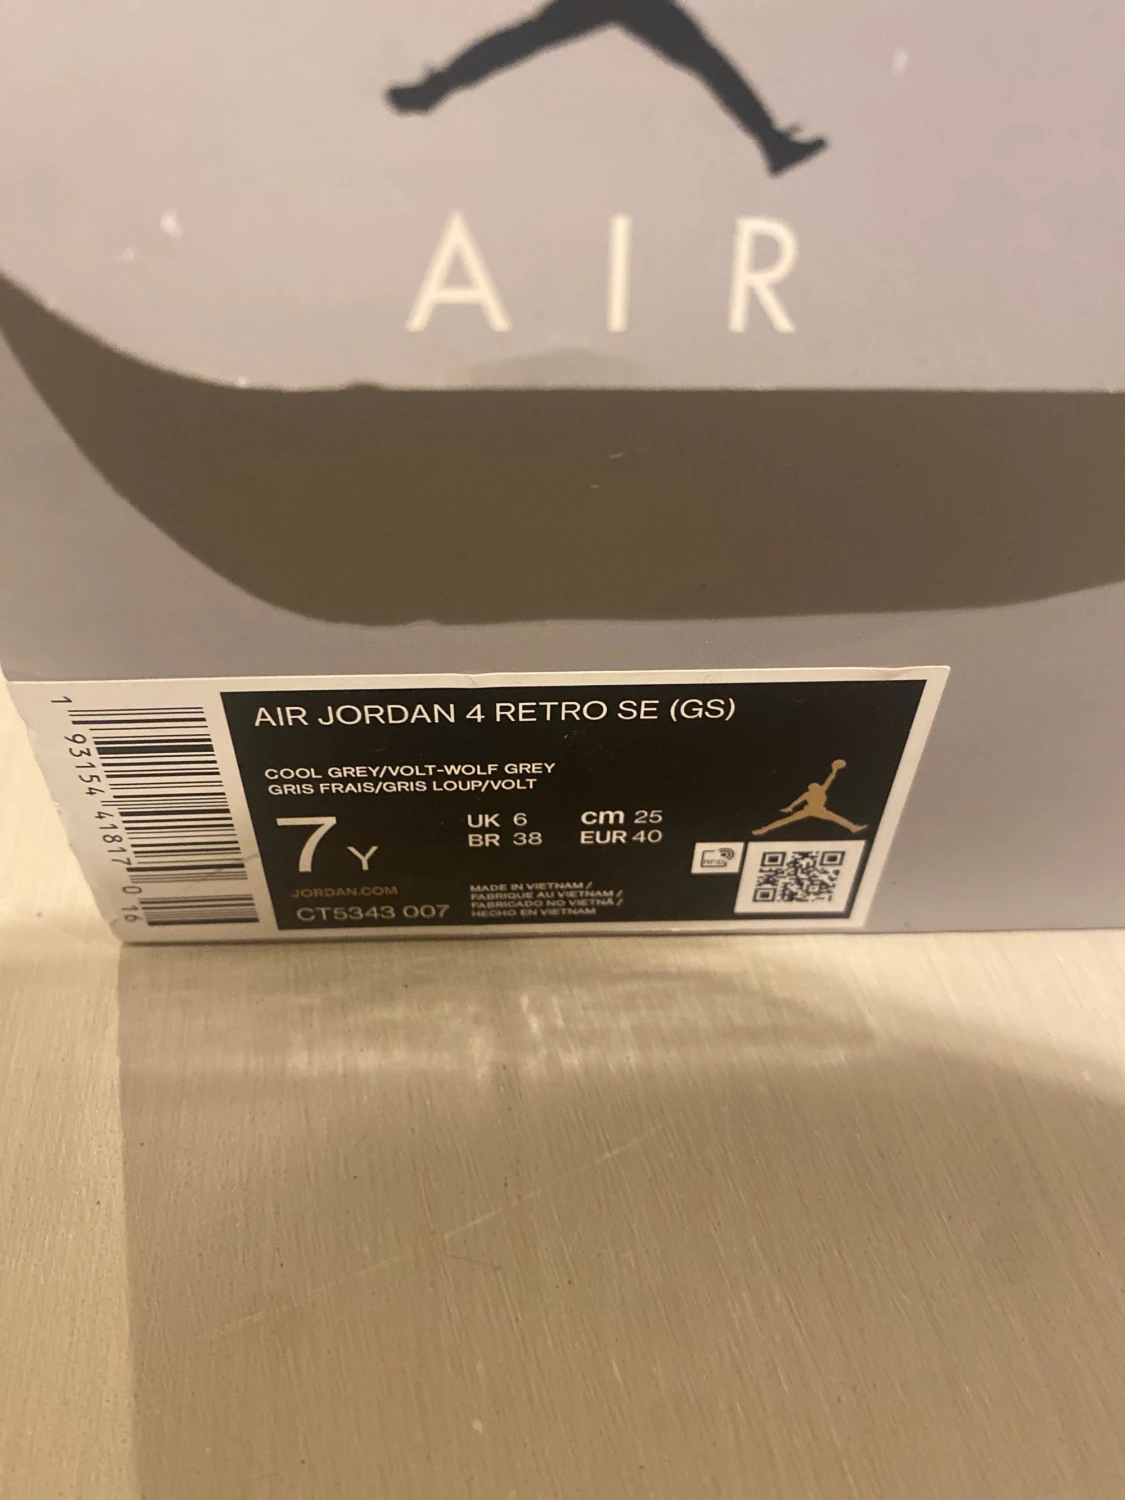 AIR
AIR JORDAN 4 RETRO SE (GS)
COOL GREY/VOLT-WOLF GREY
GRIS FRAIS/GRIS LOUP/VOLT
7Y
UK 6
cm 25
BR 38
EUR 40
JORDAN.COM
CT5343 007
MADE IN VIETNAM /
FABRIQUE AU VIETNAM /
FABRICADO NO VIETNÃ /
HECHO EN VIETNAM
RFID
1 93154 41817 0 16